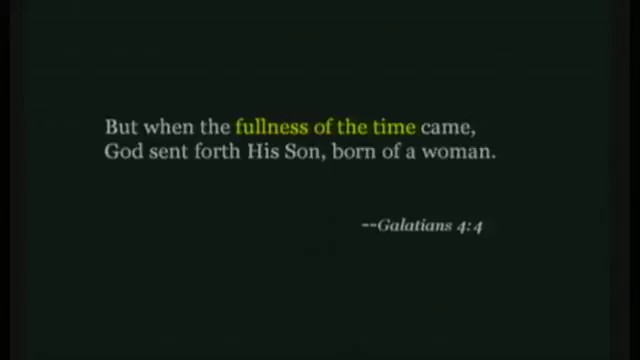 But when the fullness of the time came,
God sent forth His Son, born of a woman.
--Galatians 4:4